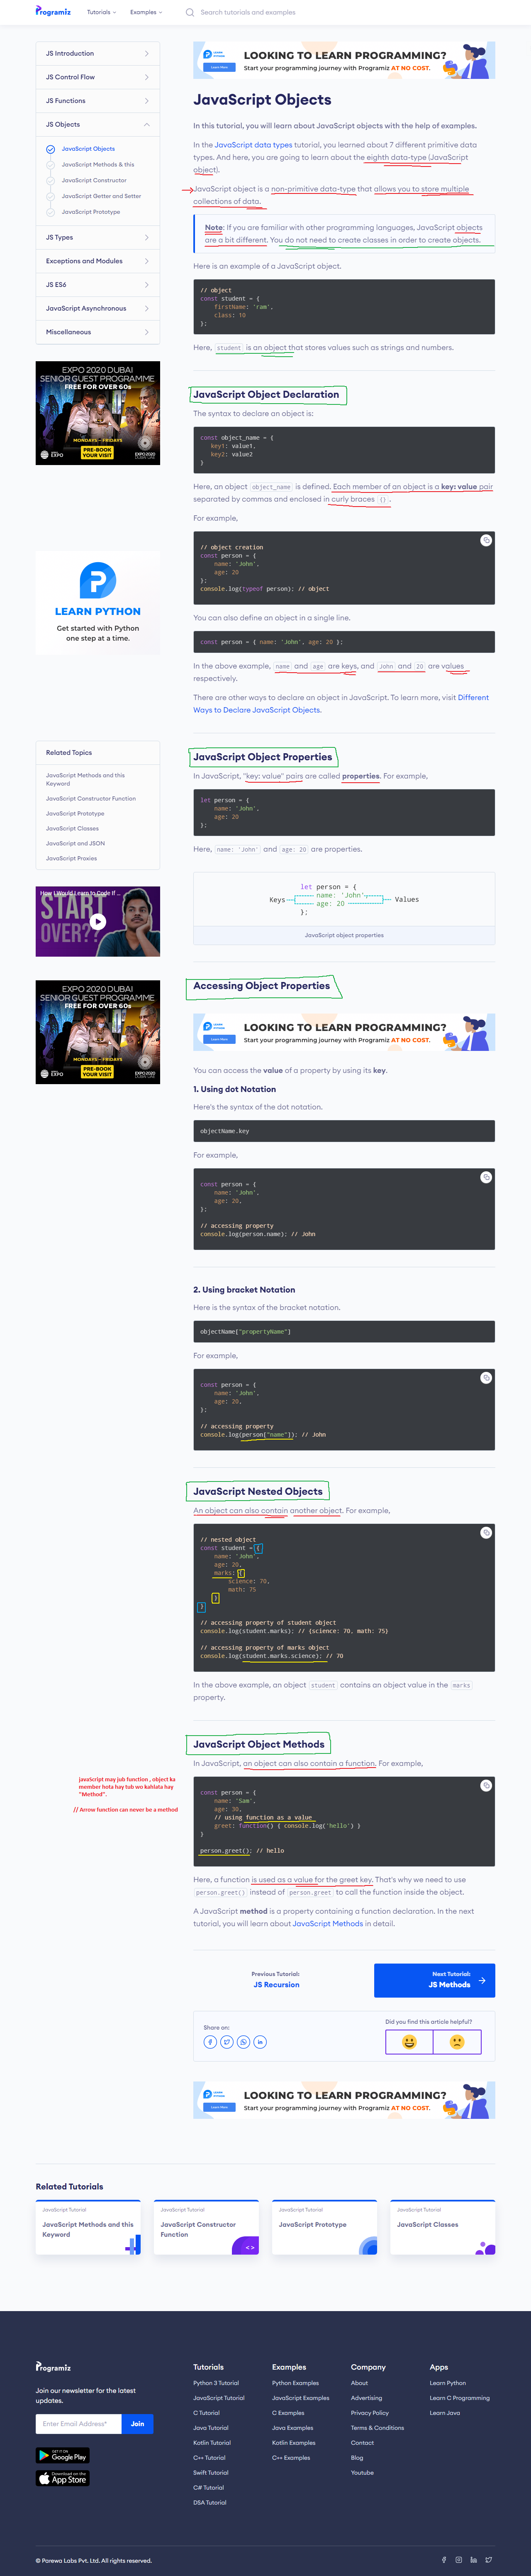 Programiz
Tutorials
Examples
Search tutorials and examples
JS Introduction
JS Control Flow
JS Functions
JS Objects
JavaScript Objects
JavaScript Methods & this
JavaScript Constructor
JavaScript Getter and Setter
JavaScript Prototype
JS Types
Exceptions and Modules
JS ES6
JavaScript Asynchronous
Miscellaneous
EXPO 2020 DUBAI
SENIOR GUEST PROGRAMME
FREE FOR OVER 60s
MONDAYS – FRIDAYS
PRE-BOOK
YOUR VISIT
EXPO
LEARN PYTHON
Get started with Python
one step at a time.
Related Topics
JavaScript Methods and this
Keyword
JavaScript Constructor Function
JavaScript Prototype
JavaScript Classes
JavaScript and JSON
JavaScript Proxies
How I Would Learn to Code If ...
START
OVER??
EXPO 2020 DUBAI
SENIOR GUEST PROGRAMME
FREE FOR OVER 60s
MONDAYS – FRIDAYS
PRE-BOOK
YOUR VISIT
EXPO
javaScript may jub function , object ka
member hota hay tub wo kahlata hay
"Method".
// Arrow function can never be a method
LOOKING TO LEARN PROGRAMMING?
Start your programming journey with Programiz AT NO COST.
Learn More
JavaScript Objects
In this tutorial, you will learn about JavaScript objects with the help of examples.
In the JavaScript data types tutorial, you learned about 7 different primitive data
types. And here, you are going to learn about the eighth data-type (JavaScript
object).
JavaScript object is a non-primitive data-type that allows you to store multiple
collections of data.
Note: If you are familiar with other programming languages, JavaScript objects
are a bit different. You do not need to create classes in order to create objects.
Here is an example of a JavaScript object.
// object
const student = {
firstName: 'ram',
class: 10
};
Here, student is an object that stores values such as strings and numbers.
JavaScript Object Declaration
The syntax to declare an object is:
const object_name = {
key1: value1,
key2: value2
}
Here, an object object_name is defined. Each member of an object is a key: value pair
separated by commas and enclosed in curly braces {} .
For example,
// object creation
const person = {
name: 'John',
age: 20
};
console.log(typeof person); // object
You can also define an object in a single line.
const person = { name: 'John', age: 20 };
In the above example, name and age are keys, and John and 20 are values
respectively.
There are other ways to declare an object in JavaScript. To learn more, visit Different
Ways to Declare JavaScript Objects.
JavaScript Object Properties
In JavaScript, "key: value" pairs are called properties. For example,
let person = {
name: 'John',
age: 20
};
Here, name: 'John' and age: 20 are properties.
let person = {
Keys name: 'John', Values
age: 20
};
JavaScript object properties
Accessing Object Properties
LOOKING TO LEARN PROGRAMMING?
Start your programming journey with Programiz AT NO COST.
Learn More
You can access the value of a property by using its key.
1. Using dot Notation
Here's the syntax of the dot notation.
objectName.key
For example,
const person = {
name: 'John',
age: 20,
};
// accessing property
console.log(person.name); // John
2. Using bracket Notation
Here is the syntax of the bracket notation.
objectName["propertyName"]
For example,
const person = {
name: 'John',
age: 20,
};
// accessing property
console.log(person["name"]); // John
JavaScript Nested Objects
An object can also contain another object. For example,
// nested object
const student = {
name: 'John',
age: 20,
marks: {
science: 70,
math: 75
}
}
// accessing property of student object
console.log(student.marks); // {science: 70, math: 75}
// accessing property of marks object
console.log(student.marks.science); // 70
In the above example, an object student contains an object value in the marks
property.
JavaScript Object Methods
In JavaScript, an object can also contain a function. For example,
const person = {
name: 'Sam',
age: 30,
// using function as a value
greet: function() { console.log('hello') }
}
person.greet(); // hello
Here, a function is used as a value for the greet key. That's why we need to use
person.greet() instead of person.greet to call the function inside the object.
A JavaScript method is a property containing a function declaration. In the next
tutorial, you will learn about JavaScript Methods in detail.
Previous Tutorial:
JS Recursion
Next Tutorial:
JS Methods
Share on:
Did you find this article helpful?
LOOKING TO LEARN PROGRAMMING?
Start your programming journey with Programiz AT NO COST.
Learn More
Related Tutorials
JavaScript Tutorial
JavaScript Methods and this
Keyword
JavaScript Tutorial
JavaScript Constructor
Function
JavaScript Tutorial
JavaScript Prototype
JavaScript Tutorial
JavaScript Classes
Programiz
Join our newsletter for the latest
updates.
Enter Email Address*
Join
GET IT ON
Google Play
Download on the
App Store
Tutorials
Python 3 Tutorial
JavaScript Tutorial
C Tutorial
Java Tutorial
Kotlin Tutorial
C++ Tutorial
Swift Tutorial
C# Tutorial
DSA Tutorial
Examples
Python Examples
JavaScript Examples
C Examples
Java Examples
Kotlin Examples
C++ Examples
Company
About
Advertising
Privacy Policy
Terms & Conditions
Contact
Blog
Youtube
Apps
Learn Python
Learn C Programming
Learn Java
© Parewa Labs Pvt. Ltd. All rights reserved.